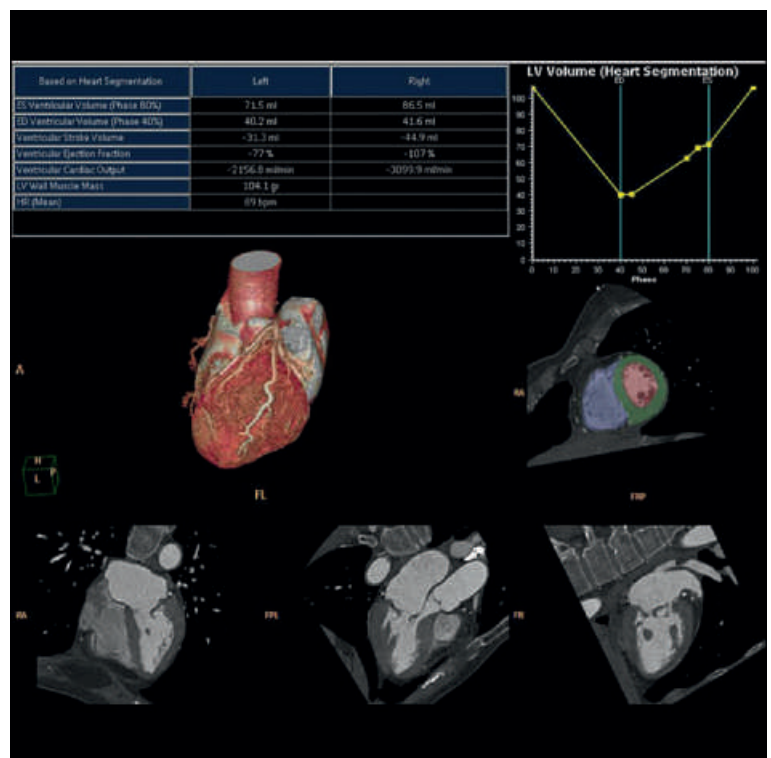 Based on Heart Segmentation Left Right
ES Ventricular Volume (Phase 80%) 71.5 ml 86.5 ml
ED Ventricular Volume (Phase 40%) 40.2 ml 41.6 ml
Ventricular Stroke Volume -31.3 ml -44.9 ml
Ventricular Ejection Fraction -77 % -107 %
Ventricular Cardiac Output -2156.8 ml/min -3099.9 ml/min
LV Wall Muscle Mass 104.1 gr
HR (Mean) 69 bpm
LV Volume (Heart Segmentation)
ED ES
100
90
80
70
60
50
40
30
20
10
0
0 10 20 30 40 50 60 70 80 90 100
Phase
A
H
L P
FL
RA
FRP
RA
FPL
FR